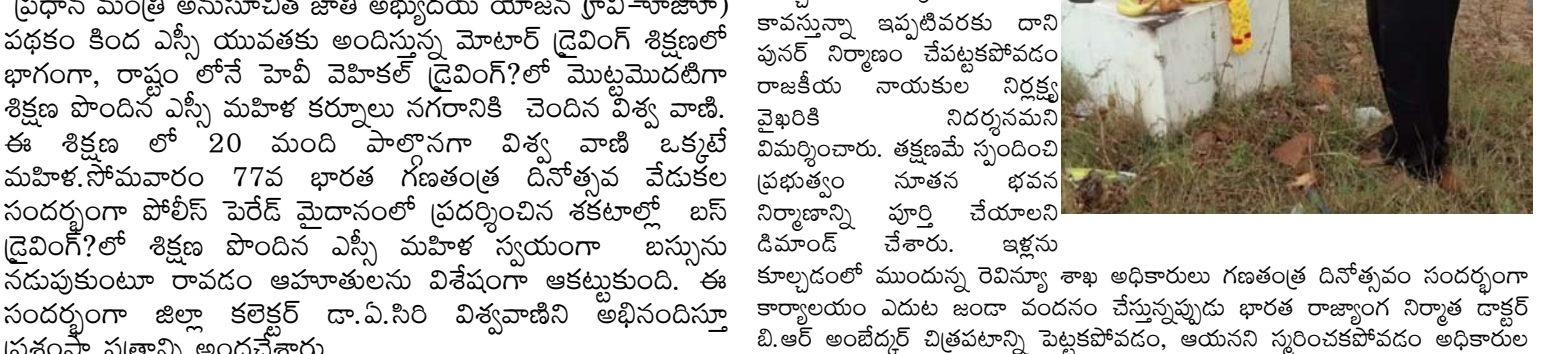 ప్రధాన మంత్రి అనుసూచిత జాతి అభ్యుదయ యోజన
పథకం కింద ఎస్సీ యువతకు అందిస్తున్న మోటార్ డ్రైవింగ్ శిక్షణలో
భాగంగా, రాష్ట్రం లోనే హెవీ వెహికల్ డ్రైవింగ్?లో మొట్టమొదటిగా
శిక్షణ పొందిన ఎస్సీ మహిళ కర్నూలు నగరానికి చెందిన విశ్వ వాణి.
ఈ శిక్షణ లో 20 మంది పాల్గొనగా విశ్వ వాణి ఒక్కటే
మహిళ.సోమవారం 77వ భారత గణతంత్ర దినోత్సవ వేడుకల
సందర్భంగా పోలీస్ పెరేడ్ మైదానంలో ప్రదర్శించిన శకటాల్లో బస్
డ్రైవింగ్?లో శిక్షణ పొందిన ఎస్సీ మహిళ స్వయంగా బస్సును
నడుపుకుంటూ రావడం ఆహూతులను విశేషంగా ఆకట్టుకుంది. ఈ
సందర్భంగా జిల్లా కలెక్టర్ డా.ఏ.సిరి విశ్వవాణిని అభినందిస్తూ
ప్రశంసా పత్రాన్ని అందచేశారు.
కావస్తున్నా ఇప్పటివరకు దాని
పునర్ నిర్మాణం చేపట్టకపోవడం
రాజకీయ నాయకుల నిర్లక్ష్య
వైఖరికి నిదర్శనమని
విమర్శించారు. తక్షణమే స్పందించి
ప్రభుత్వం నూతన భవన
నిర్మాణాన్ని పూర్తి చేయాలని
డిమాండ్ చేశారు. ఇళ్లను
కూల్చడంలో ముందున్న రెవిన్యూ శాఖ అధికారులు గణతంత్ర దినోత్సవం సందర్భంగా
కార్యాలయం ఎదుట జండా వందనం చేస్తున్నప్పుడు భారత రాజ్యాంగ నిర్మాత డాక్టర్
బి.ఆర్ అంబేద్కర్ చిత్రపటాన్ని పెట్టకపోవడం, ఆయనని స్మరించకపోవడం అధికారుల